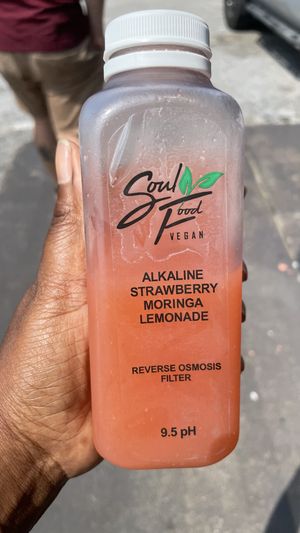 Soul
Food
VEGAN
ALKALINE
STRAWBERRY
MORINGA
LEMONADE
REVERSE OSMOSIS
FILTER
9.5 pH